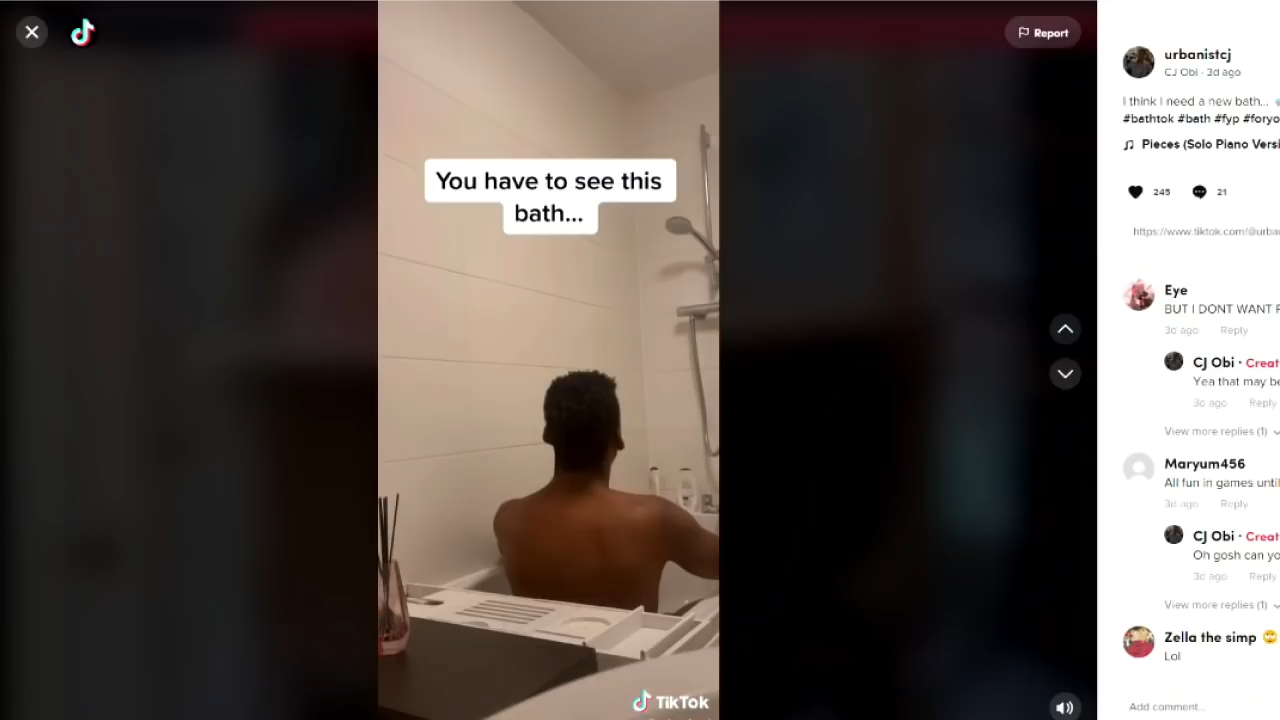 Report
You have to see this
bath...
TikTok
urbanistcj
CJ Obi · 3d ago
I think I need a new bath...
#bathtok #bath #fyp
Pieces (Solo Piano
245
21
Eye
BUT I DONT WANT
3d ago Reply
CJ Obi ·
Yea that may
3d ago Reply
View more replies (1)
Maryum456
All fun in games
3d ago Reply
CJ Obi ·
Oh gosh can
3d ago Reply
View more replies (1)
Zella the simp
Lol
Add comment...